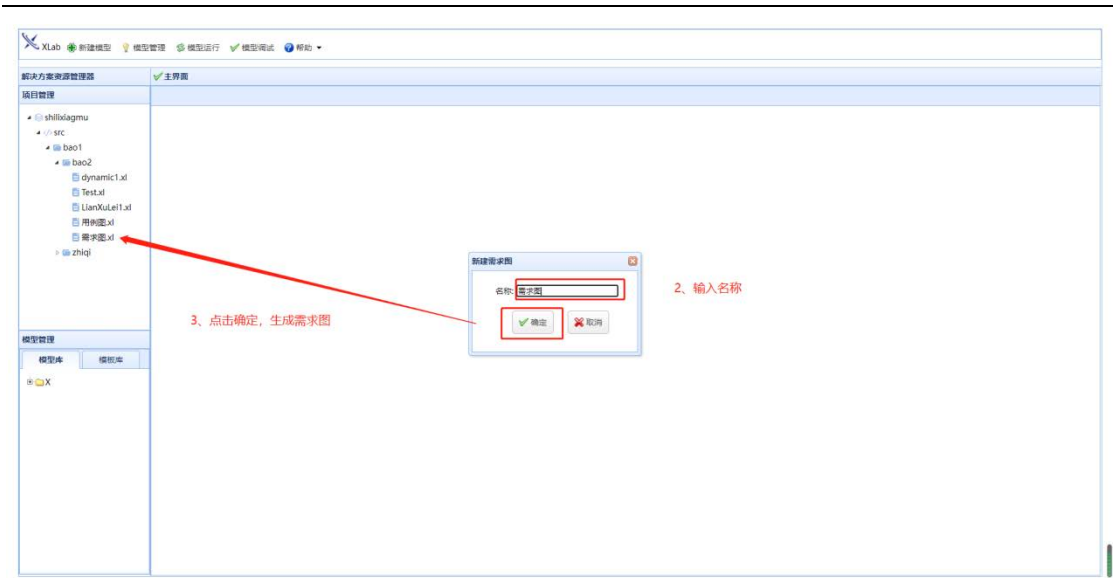 XLab 新建模型 模型管理 模型运行 模型调试 帮助
解决方案资源管理器
主界面
项目管理
shilixiagmu
src
bao1
bao2
dynamic1.xl
Test.xl
LianXuLei1.xl
用例图.xl
需求图.xl
zhiqi
新建需求图
名称: 需求图
2、输入名称
确定 取消
3、点击确定，生成需求图
模型管理
模型库 模板库
X